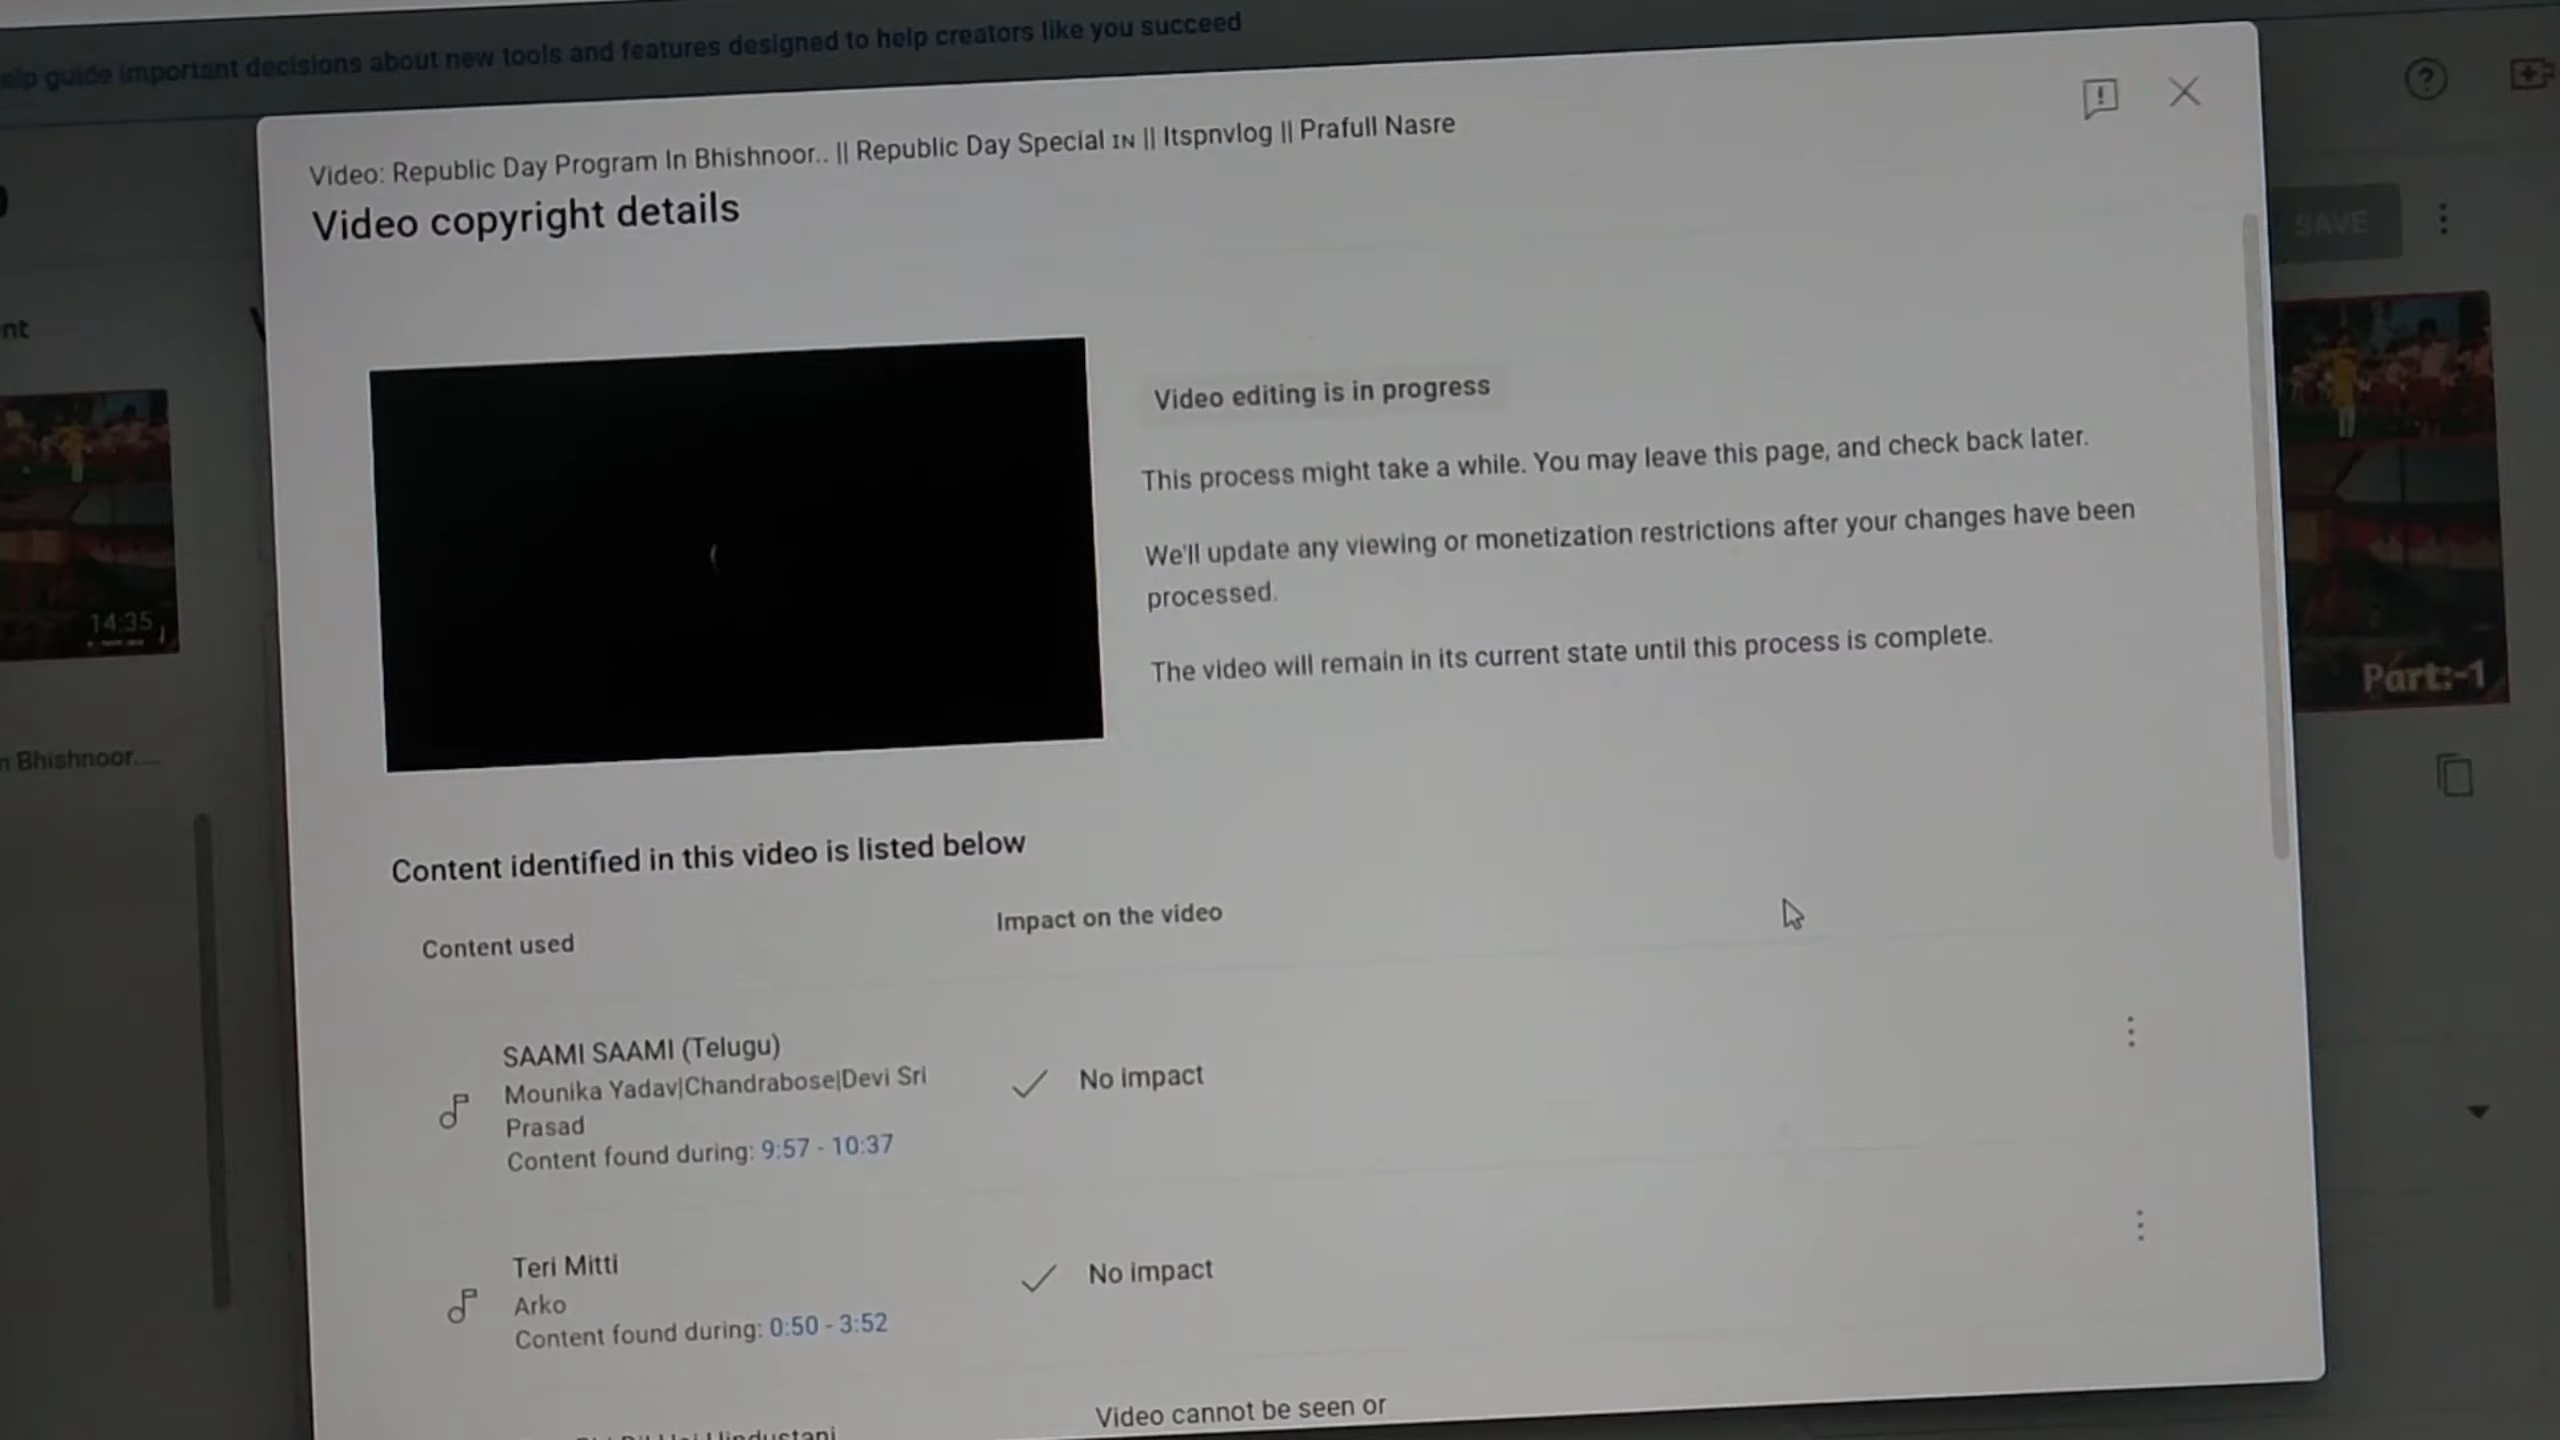 elp guide important decisions about new tools and features designed to help creators like you succeed
Video: Republic Day Program In Bhishnoor.. || Republic Day Special IN || Itspnvlog || Prafull Nasre
Video copyright details
SAVE
nt
14:35
n Bhishnoor....
Video editing is in progress
This process might take a while. You may leave this page, and check back later.
We'll update any viewing or monetization restrictions after your changes have been
processed.
The video will remain in its current state until this process is complete.
Part:-1
Content identified in this video is listed below
Content used
Impact on the video
SAAMI SAAMI (Telugu)
Mounika Yadav|Chandrabose|Devi Sri
Prasad
Content found during: 9:57 - 10:37
No impact
Teri Mitti
Arko
Content found during: 0:50 - 3:52
No impact
Hindustani
Video cannot be seen or